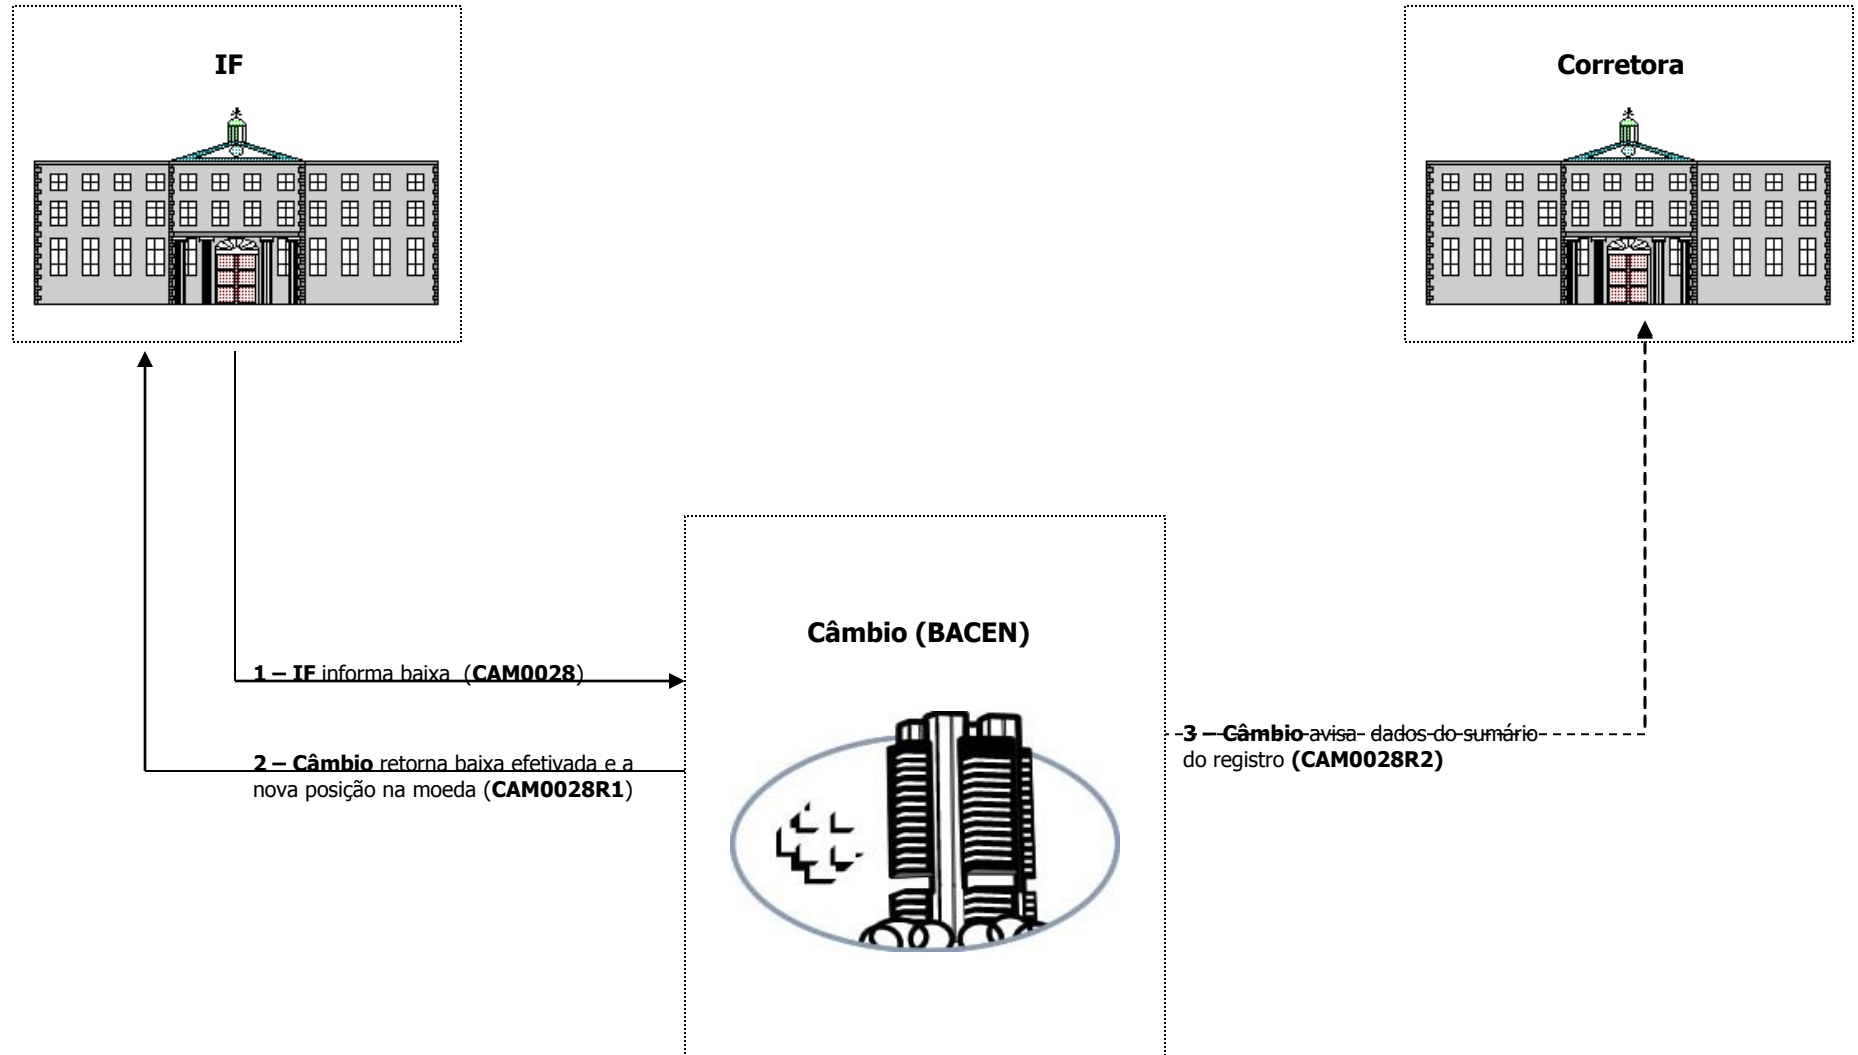 IF
Corretora
Câmbio (BACEN)
1 – IF informa baixa (CAM0028)
2 – Câmbio retorna baixa efetivada e a
nova posição na moeda (CAM0028R1)
3 – Câmbio avisa dados do sumário
do registro (CAM0028R2)